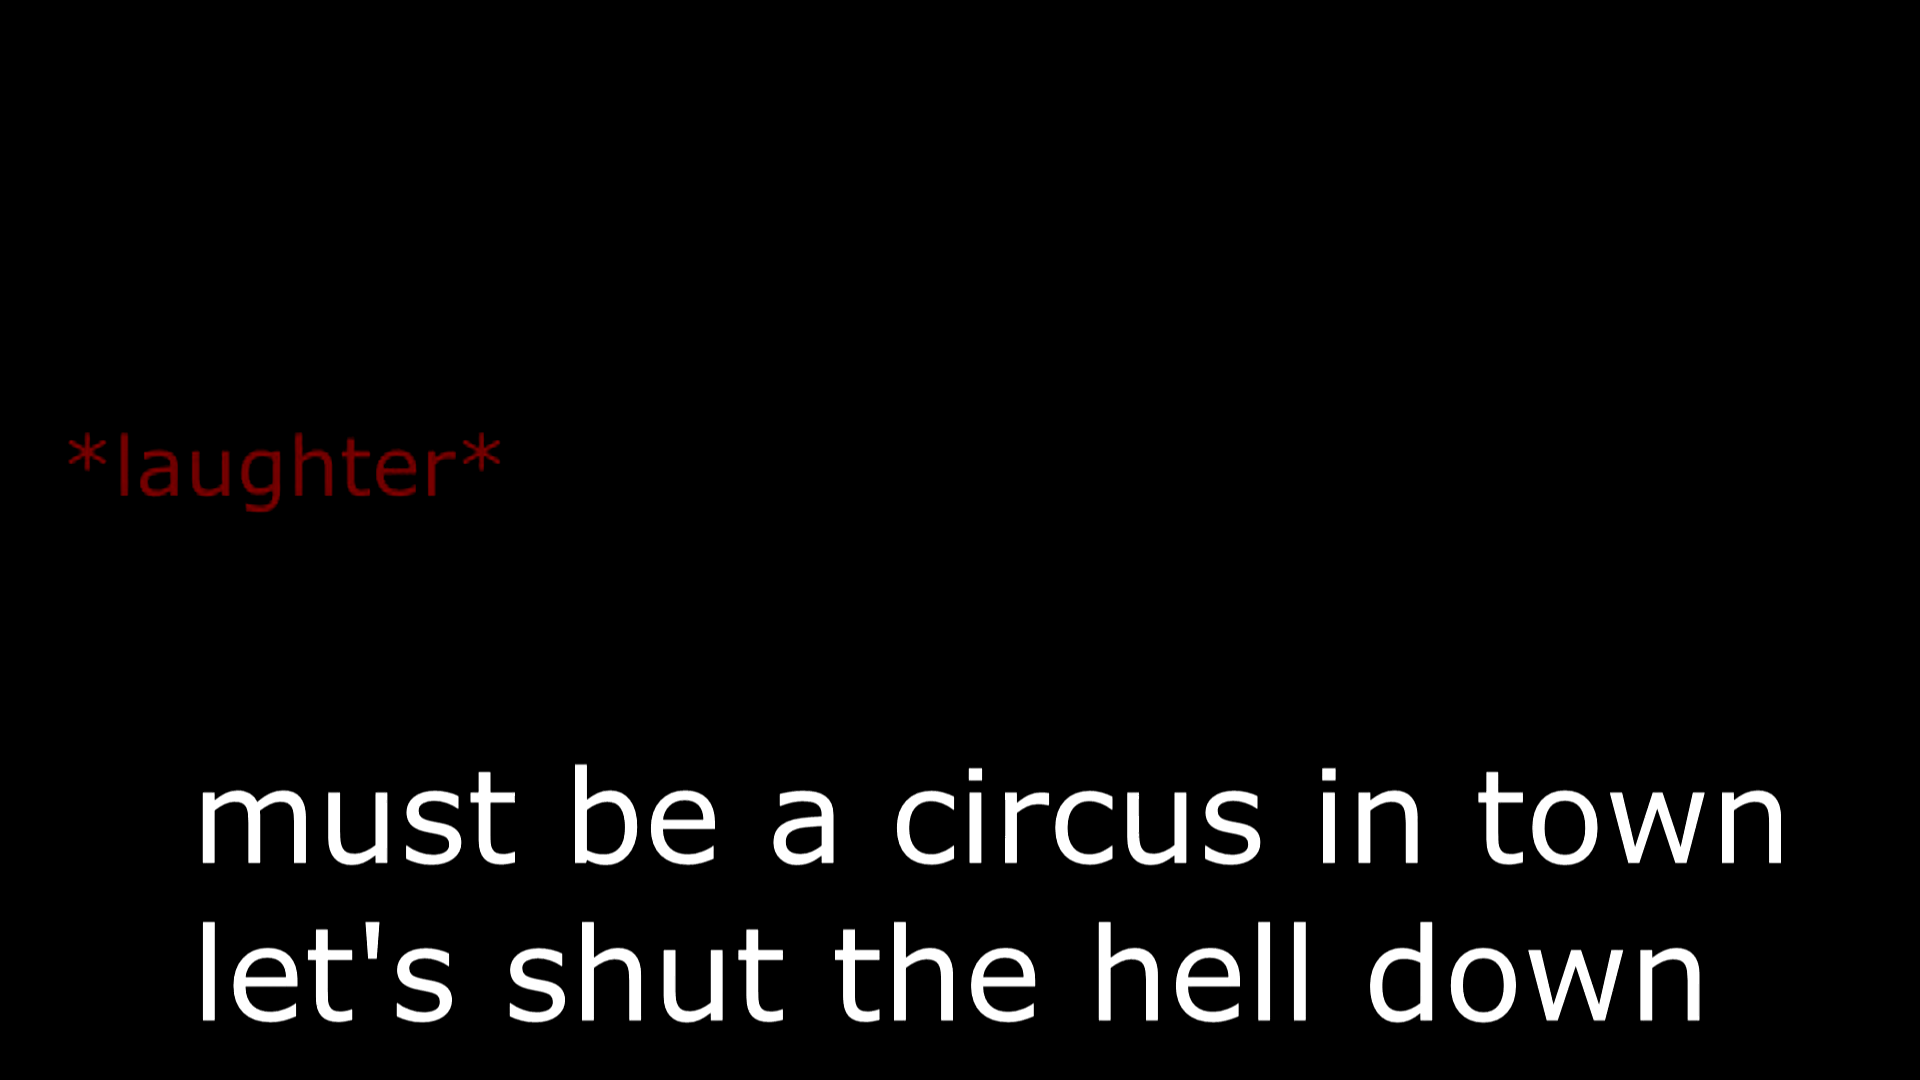 *laughter*
must be a circus in town
let's shut the hell down